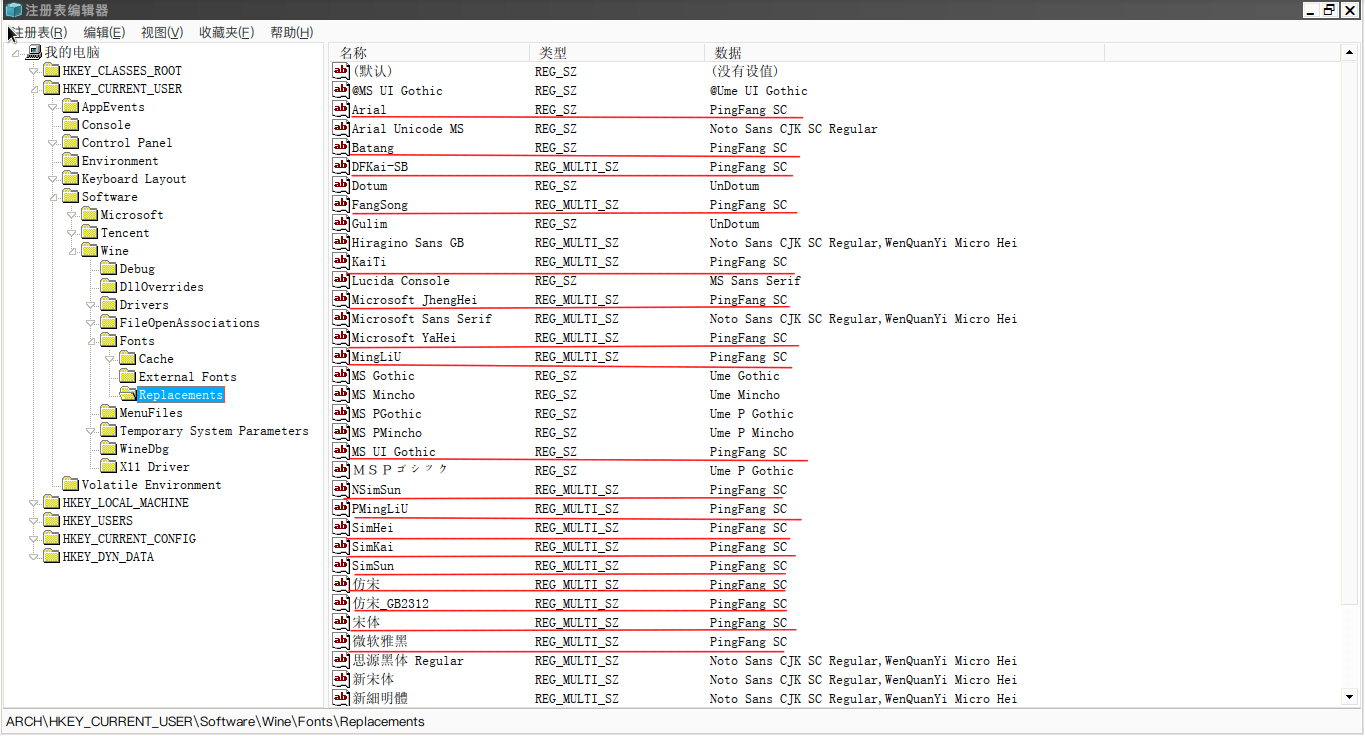 注册表编辑器
注册表(R) 编辑(E) 视图(V) 收藏夹(F) 帮助(H)
我的电脑
HKEY_CLASSES_ROOT
HKEY_CURRENT_USER
AppEvents
Console
Control Panel
Environment
Keyboard Layout
Software
Microsoft
Tencent
Wine
Debug
DllOverrides
Drivers
FileOpenAssociations
Fonts
Cache
External Fonts
Replacements
MenuFiles
Temporary System Parameters
WineDbg
X11 Driver
Volatile Environment
HKEY_LOCAL_MACHINE
HKEY_USERS
HKEY_CURRENT_CONFIG
HKEY_DYN_DATA
名称 类型 数据
(默认) REG_SZ (没有设值)
@MS UI Gothic REG_SZ @Ume UI Gothic
Arial REG_SZ PingFang SC
Arial Unicode MS REG_SZ Noto Sans CJK SC Regular
Batang REG_SZ PingFang SC
DFKai-SB REG_MULTI_SZ PingFang SC
Dotum REG_SZ UnDotum
FangSong REG_MULTI_SZ PingFang SC
Gulim REG_SZ UnDotum
Hiragino Sans GB REG_MULTI_SZ Noto Sans CJK SC Regular,WenQuanYi Micro Hei
KaiTi REG_MULTI_SZ PingFang SC
Lucida Console REG_SZ MS Sans Serif
Microsoft JhengHei REG_MULTI_SZ PingFang SC
Microsoft Sans Serif REG_MULTI_SZ Noto Sans CJK SC Regular,WenQuanYi Micro Hei
Microsoft YaHei REG_MULTI_SZ PingFang SC
MingLiU REG_MULTI_SZ PingFang SC
MS Gothic REG_SZ Ume Gothic
MS Mincho REG_SZ Ume Mincho
MS PGothic REG_SZ Ume P Gothic
MS PMincho REG_SZ Ume P Mincho
MS UI Gothic REG_SZ PingFang SC
ＭＳＰゴシック REG_SZ Ume P Gothic
NSimSun REG_MULTI_SZ PingFang SC
PMingLiU REG_MULTI_SZ PingFang SC
SimHei REG_MULTI_SZ PingFang SC
SimKai REG_MULTI_SZ PingFang SC
SimSun REG_MULTI_SZ PingFang SC
仿宋 REG_MULTI_SZ PingFang SC
仿宋_GB2312 REG_MULTI_SZ PingFang SC
宋体 REG_MULTI_SZ PingFang SC
微软雅黑 REG_MULTI_SZ PingFang SC
思源黑体 Regular REG_MULTI_SZ Noto Sans CJK SC Regular,WenQuanYi Micro Hei
新宋体 REG_MULTI_SZ Noto Sans CJK SC Regular,WenQuanYi Micro Hei
新細明體 REG_MULTI_SZ Noto Sans CJK SC Regular,WenQuanYi Micro Hei
ARCH\HKEY_CURRENT_USER\Software\Wine\Fonts\Replacements